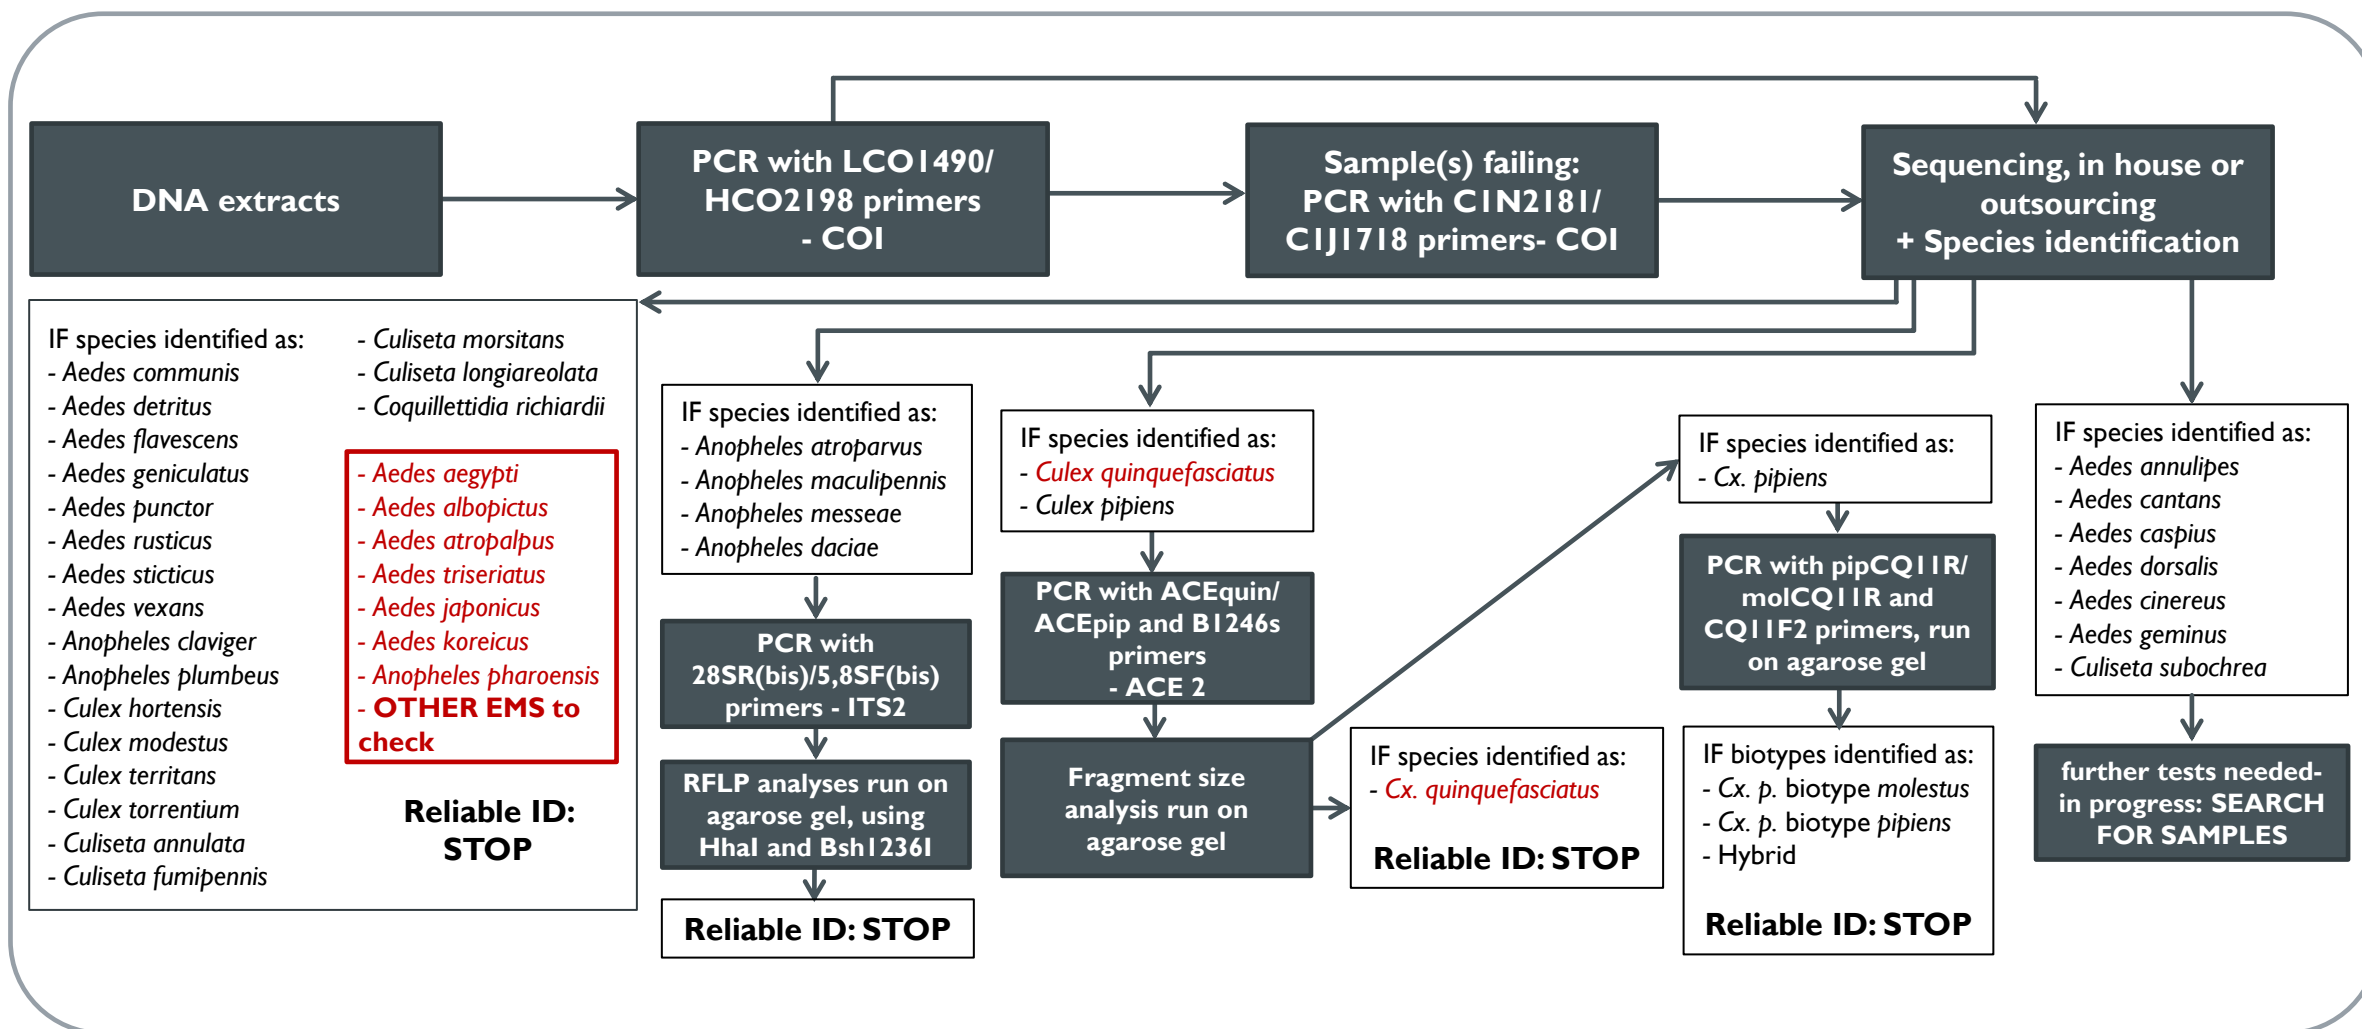 DNA extracts
PCR with LCO1490/
HCO2198 primers
- COI
Sample(s) failing:
PCR with C1N2181/
C1J1718 primers- COI
Sequencing, in house or
outsourcing
+ Species identification
IF species identified as:
- Aedes communis
- Aedes detritus
- Aedes flavescens
- Aedes geniculatus
- Aedes punctor
- Aedes rusticus
- Aedes sticticus
- Aedes vexans
- Anopheles claviger
- Anopheles plumbeus
- Culex hortensis
- Culex modestus
- Culex territans
- Culex torrentium
- Culiseta annulata
- Culiseta fumipennis
- Culiseta morsitans
- Culiseta longiareolata
- Coquillettidia richiardii
- Aedes aegypti
- Aedes albopictus
- Aedes atropalpus
- Aedes triseriatus
- Aedes japonicus
- Aedes koreicus
- Anopheles pharoensis
- OTHER EMS to
check
Reliable ID:
STOP
IF species identified as:
- Anopheles atroparvus
- Anopheles maculipennis
- Anopheles messeae
- Anopheles daciae
PCR with
28SR(bis)/5,8SF(bis)
primers - ITS2
RFLP analyses run on
agarose gel, using
HhaI and Bsh1236I
Reliable ID: STOP
IF species identified as:
- Culex quinquefasciatus
- Culex pipiens
PCR with ACEquin/
ACEpip and B1246s
primers
- ACE 2
Fragment size
analysis run on
agarose gel
IF species identified as:
- Cx. quinquefasciatus
Reliable ID: STOP
IF species identified as:
- Cx. pipiens
PCR with pipCQ11R/
molCQ11R and
CQ11F2 primers, run
on agarose gel
IF biotypes identified as:
- Cx. p. biotype molestus
- Cx. p. biotype pipiens
- Hybrid
Reliable ID: STOP
IF species identified as:
- Aedes annulipes
- Aedes cantans
- Aedes caspius
- Aedes dorsalis
- Aedes cinereus
- Aedes geminus
- Culiseta subochrea
further tests needed-
in progress: SEARCH
FOR SAMPLES